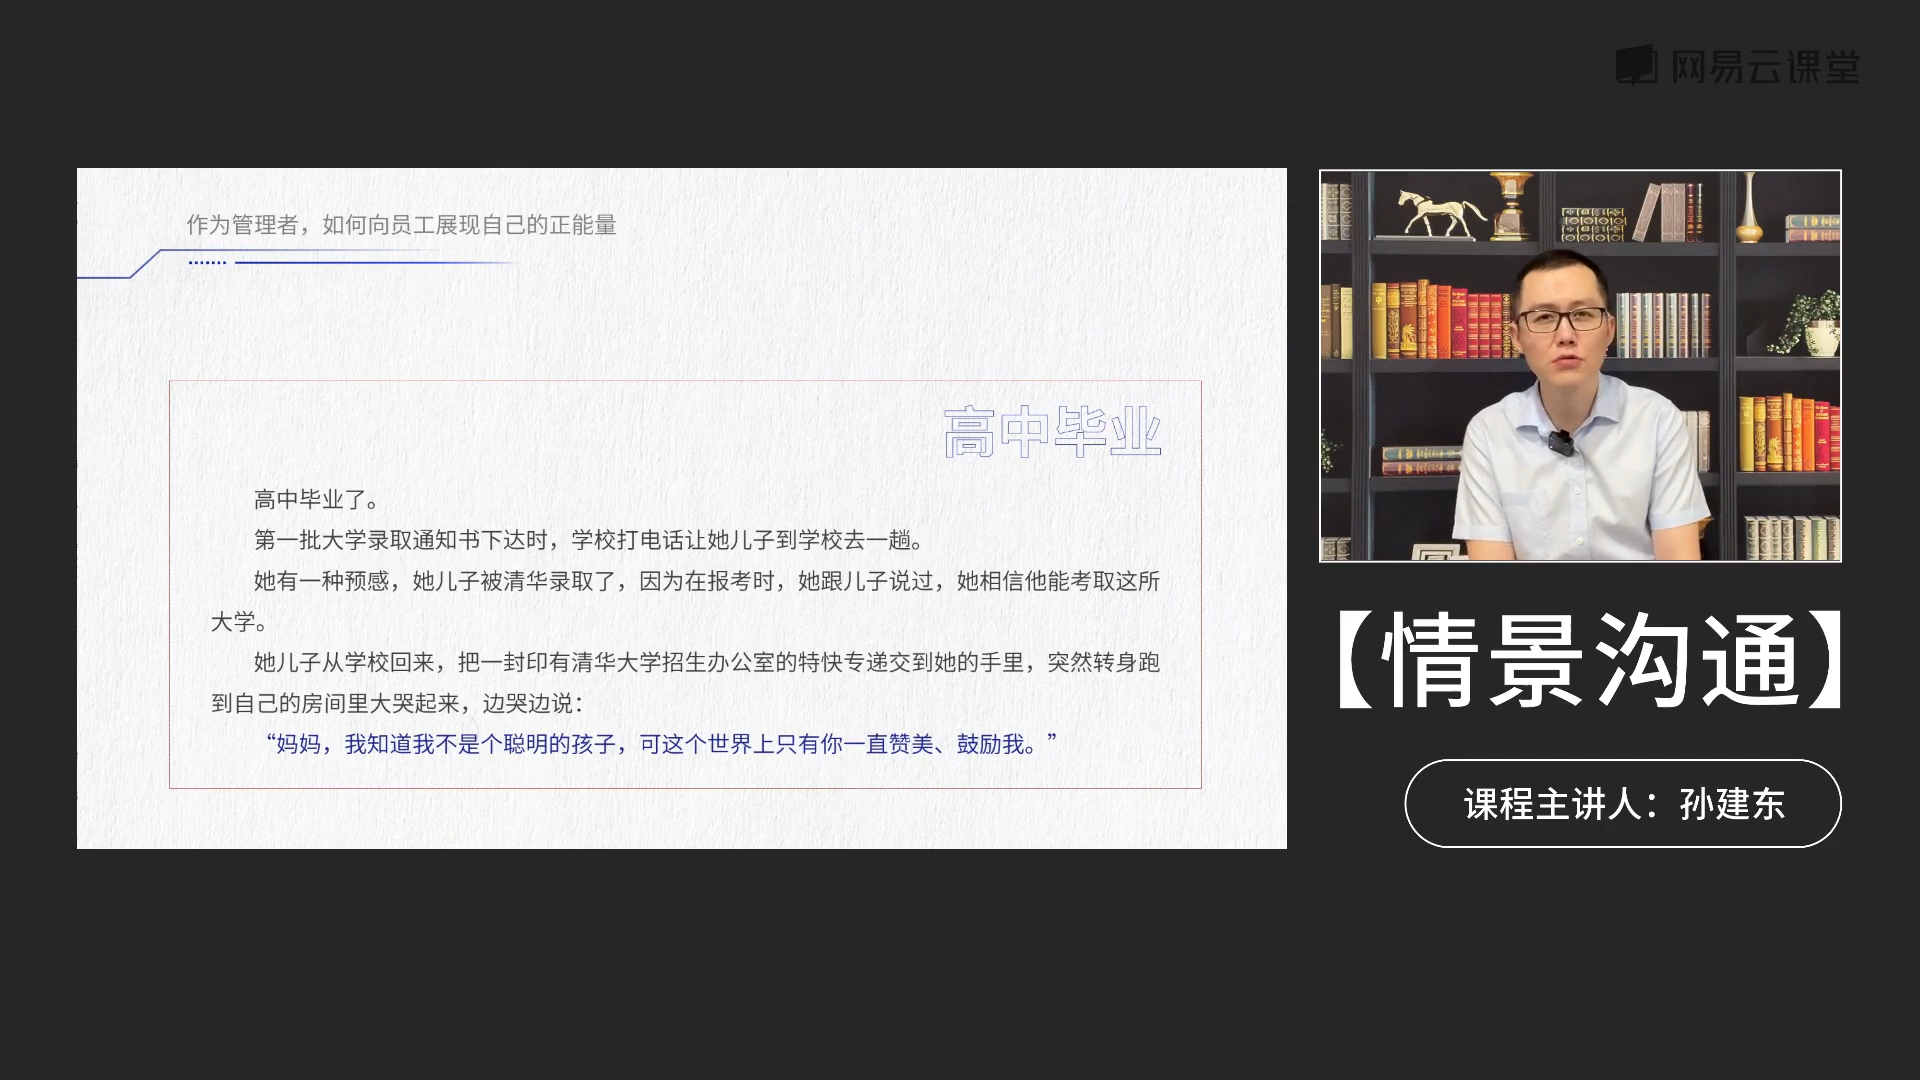 网易云课堂
作为管理者，如何向员工展现自己的正能量
高中毕业
高中毕业了。
第一批大学录取通知书下达时，学校打电话让她儿子到学校去一趟。
她有一种预感，她儿子被清华录取了，因为在报考时，她跟儿子说过，她相信他能考取这所
大学。
她儿子从学校回来，把一封印有清华大学招生办公室的特快专递交到她的手里，突然转身跑
到自己的房间里大哭起来，边哭边说：
“妈妈，我知道我不是个聪明的孩子，可这个世界上只有你一直赞美、鼓励我。”
【情景沟通】
课程主讲人：孙建东